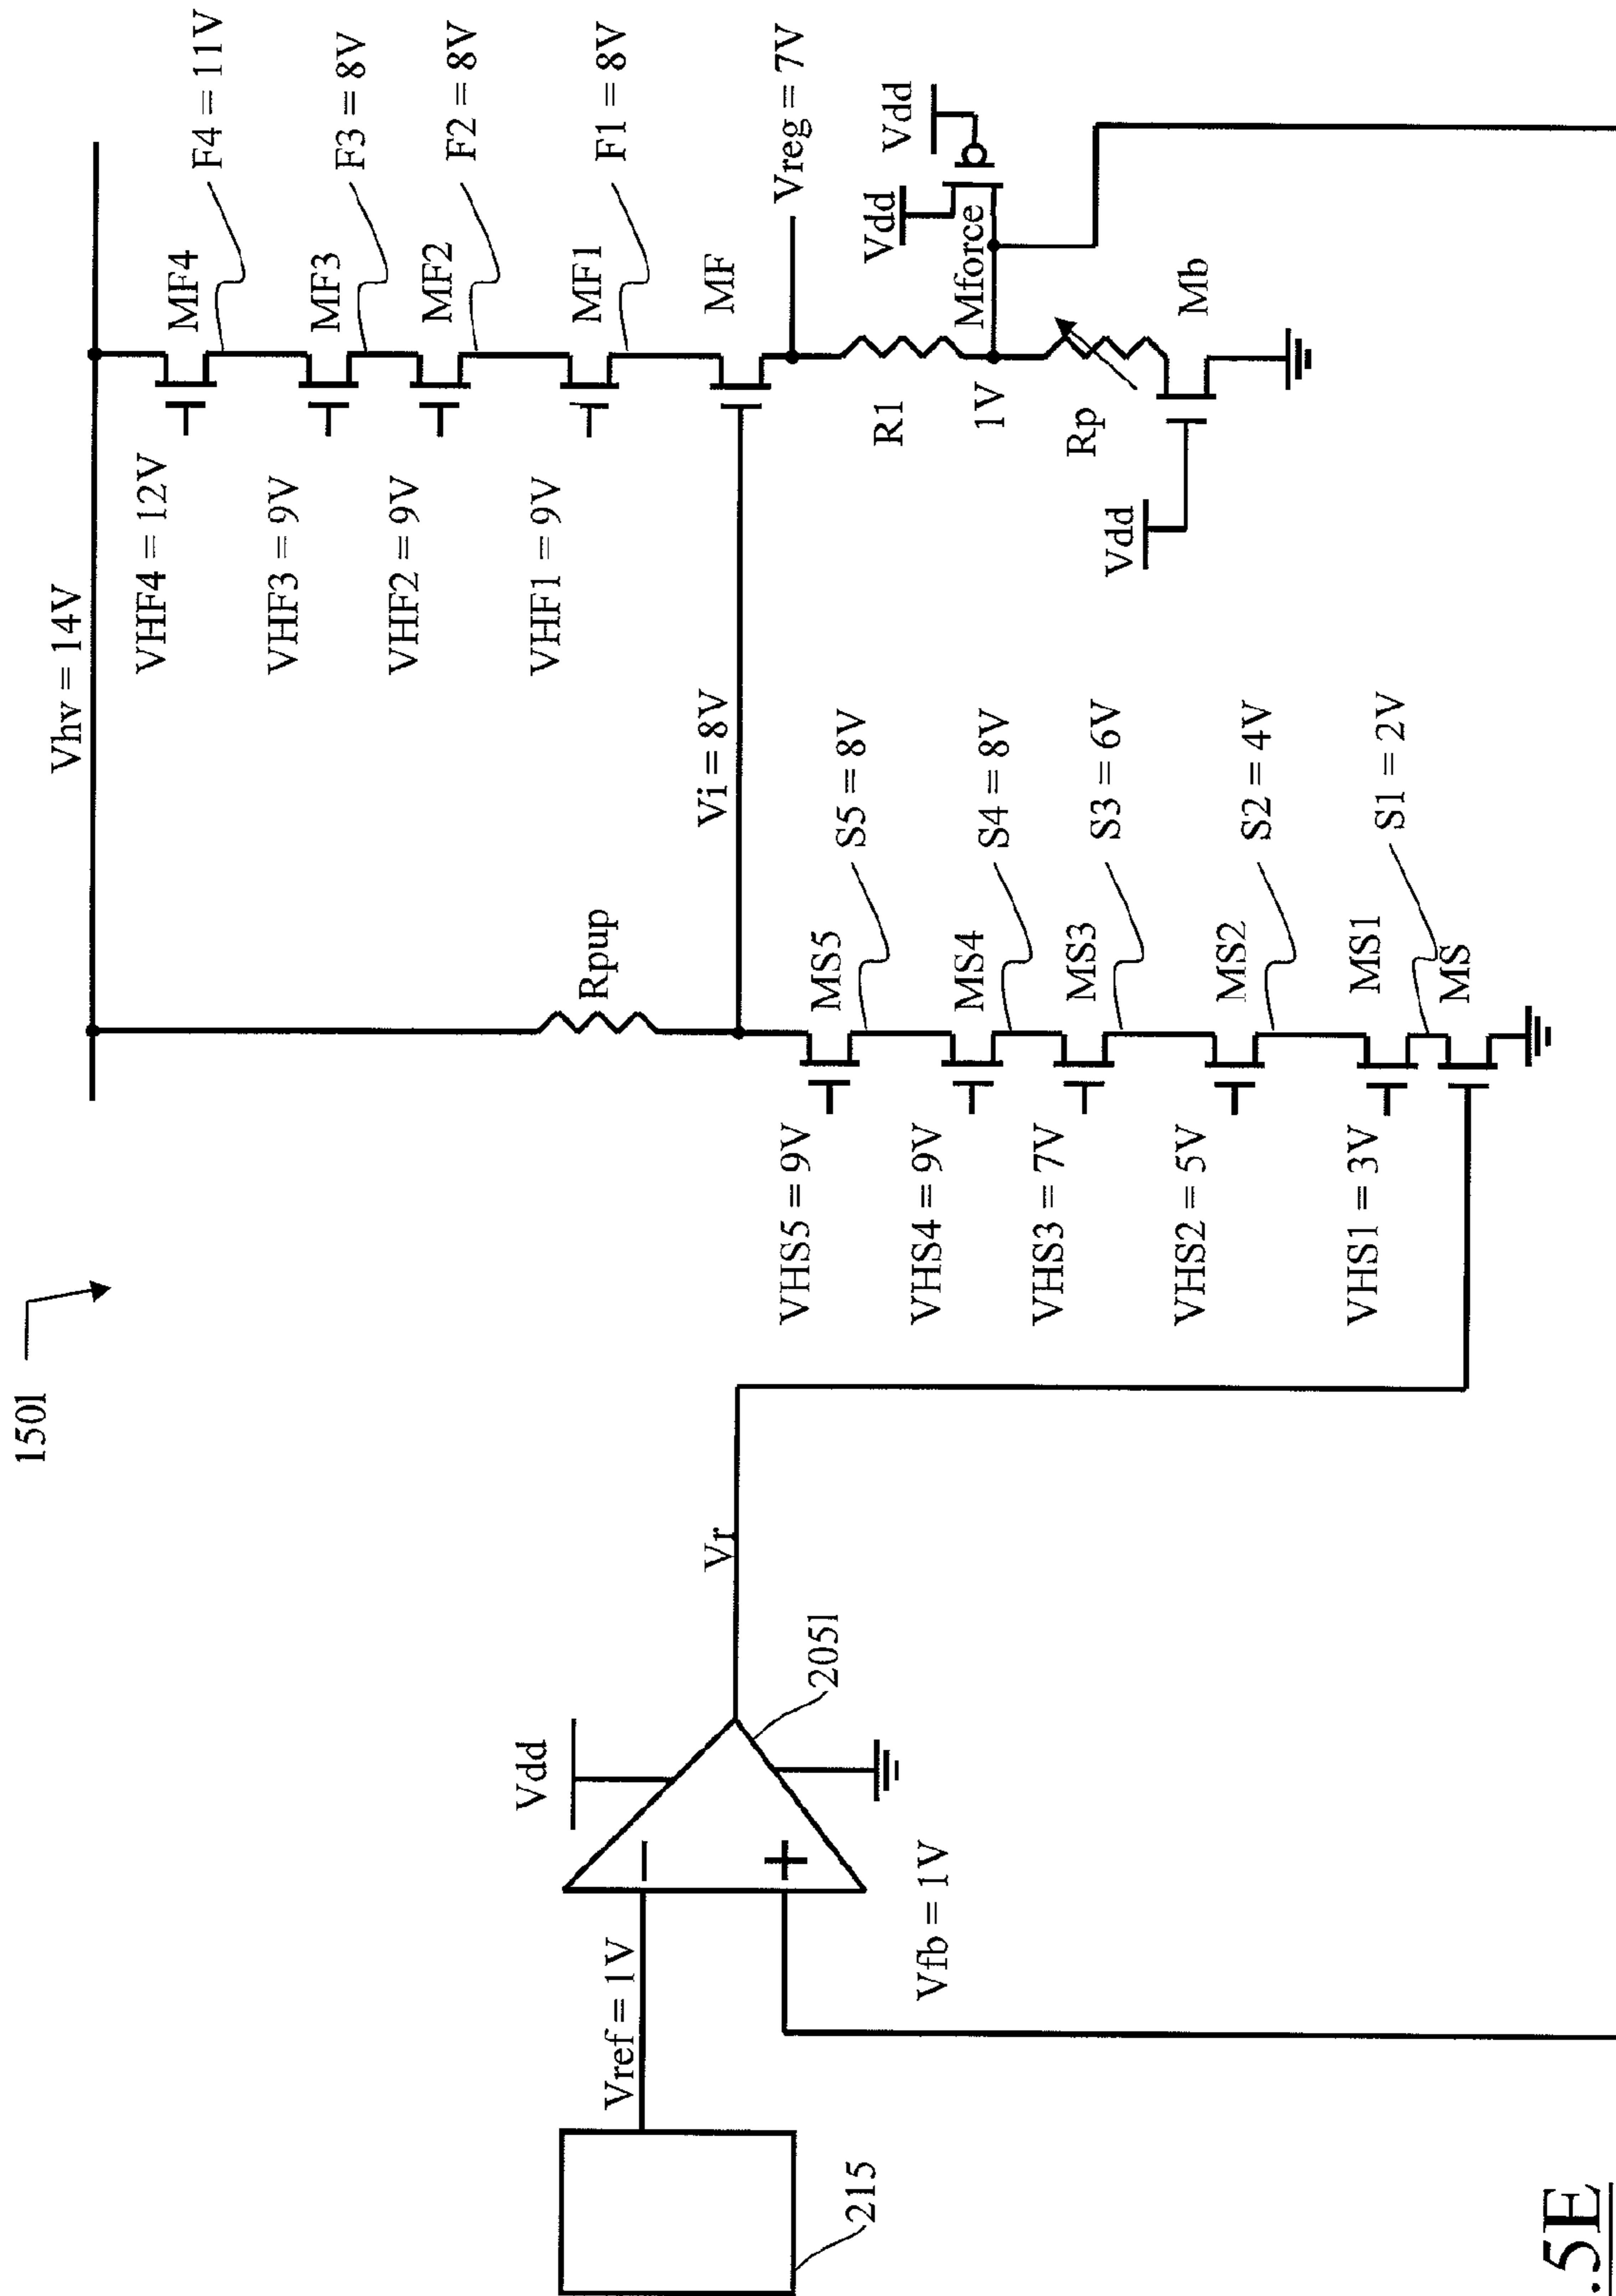 150l
Vhv = 14V
VHF4 = 12V
MF4
F4 = 11V
VHF3 = 9V
MF3
F3 = 8V
VHF2 = 9V
MF2
F2 = 8V
VHF1 = 9V
MF1
F1 = 8V
Rpup
Vi = 8V
MF
Vreg = 7V
VHS5 = 9V
MS5
S5 = 8V
VHS4 = 9V
MS4
S4 = 8V
VHS3 = 7V
MS3
S3 = 6V
VHS2 = 5V
MS2
S2 = 4V
VHS1 = 3V
MS1
S1 = 2V
MS
R1
1V
Mforce
Vdd
Vdd
Rp
Mb
Vdd
Vr
Vdd
205l
Vref = 1V
−
+
Vfb = 1V
215
.5E